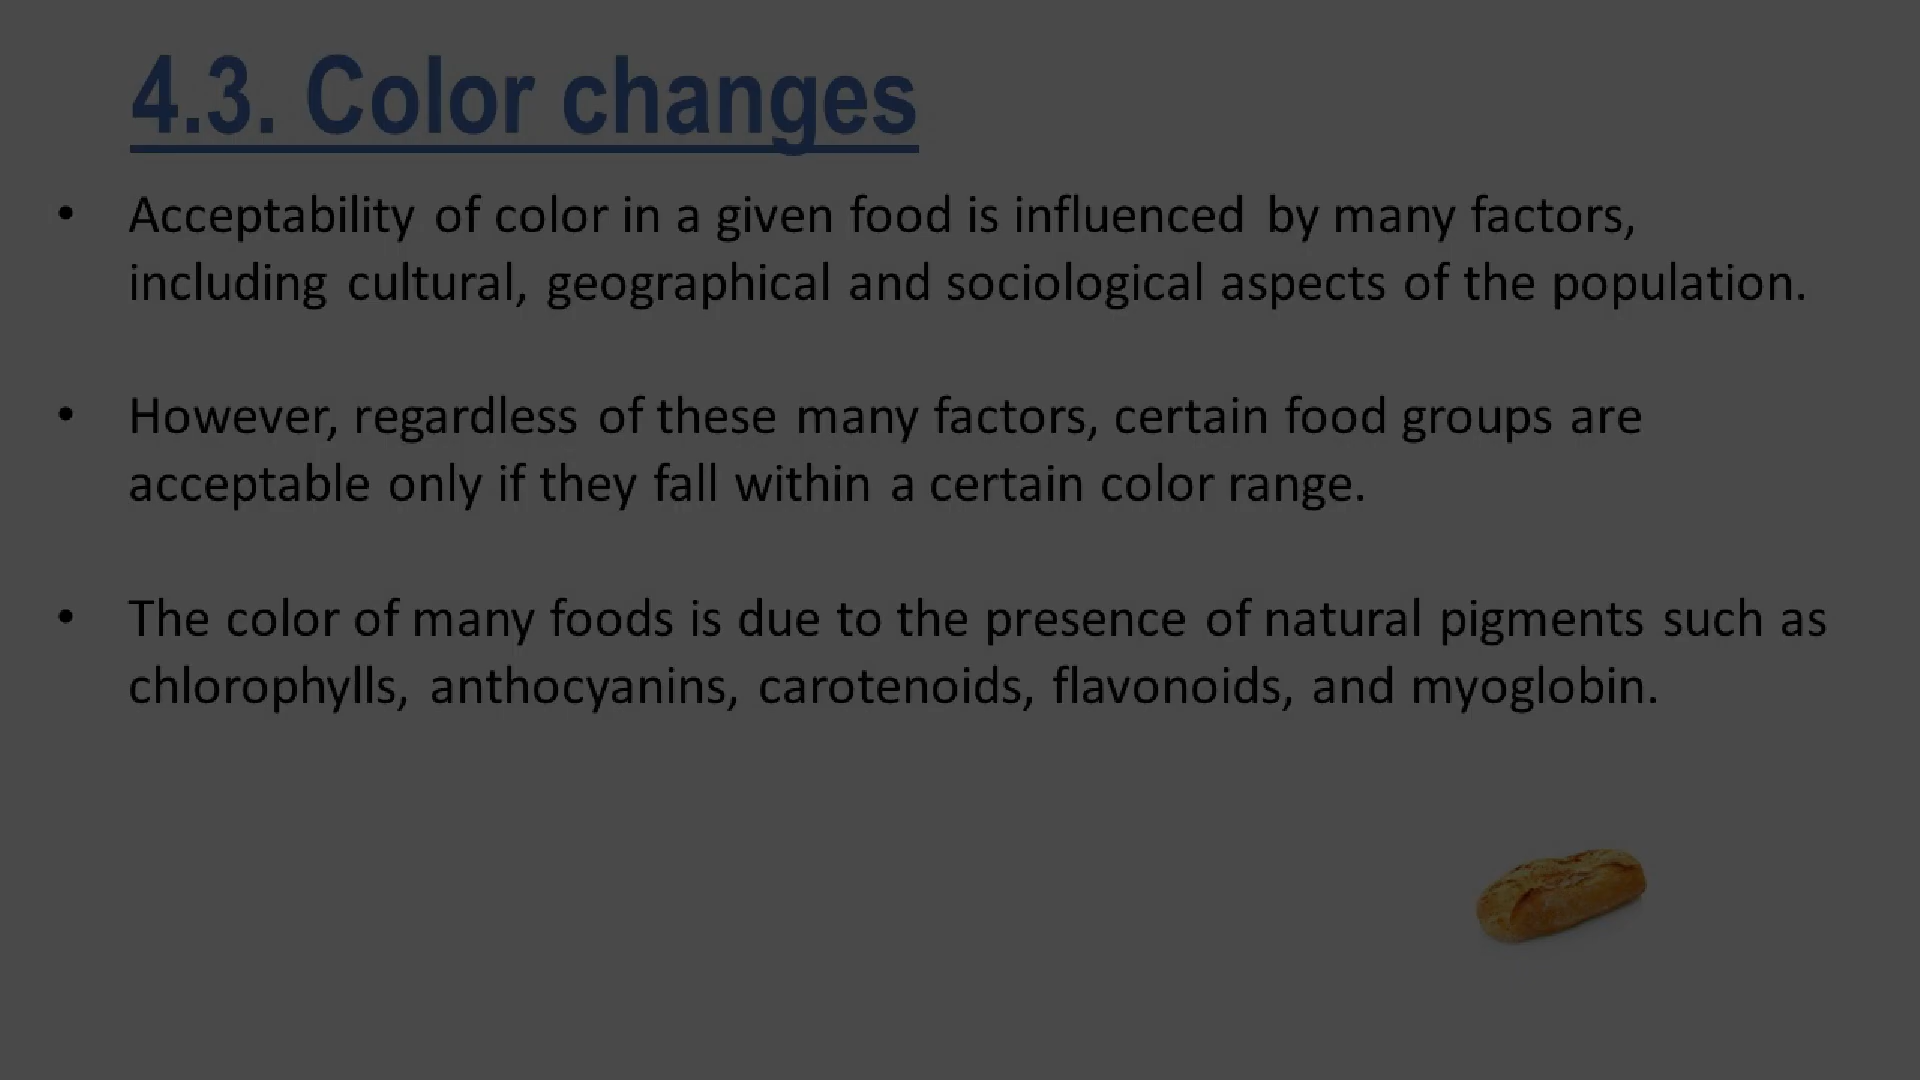 4.3. Color changes
• Acceptability of color in a given food is influenced by many factors,
including cultural, geographical and sociological aspects of the population.
• However, regardless of these many factors, certain food groups are
acceptable only if they fall within a certain color range.
• The color of many foods is due to the presence of natural pigments such as
chlorophylls, anthocyanins, carotenoids, flavonoids, and myoglobin.